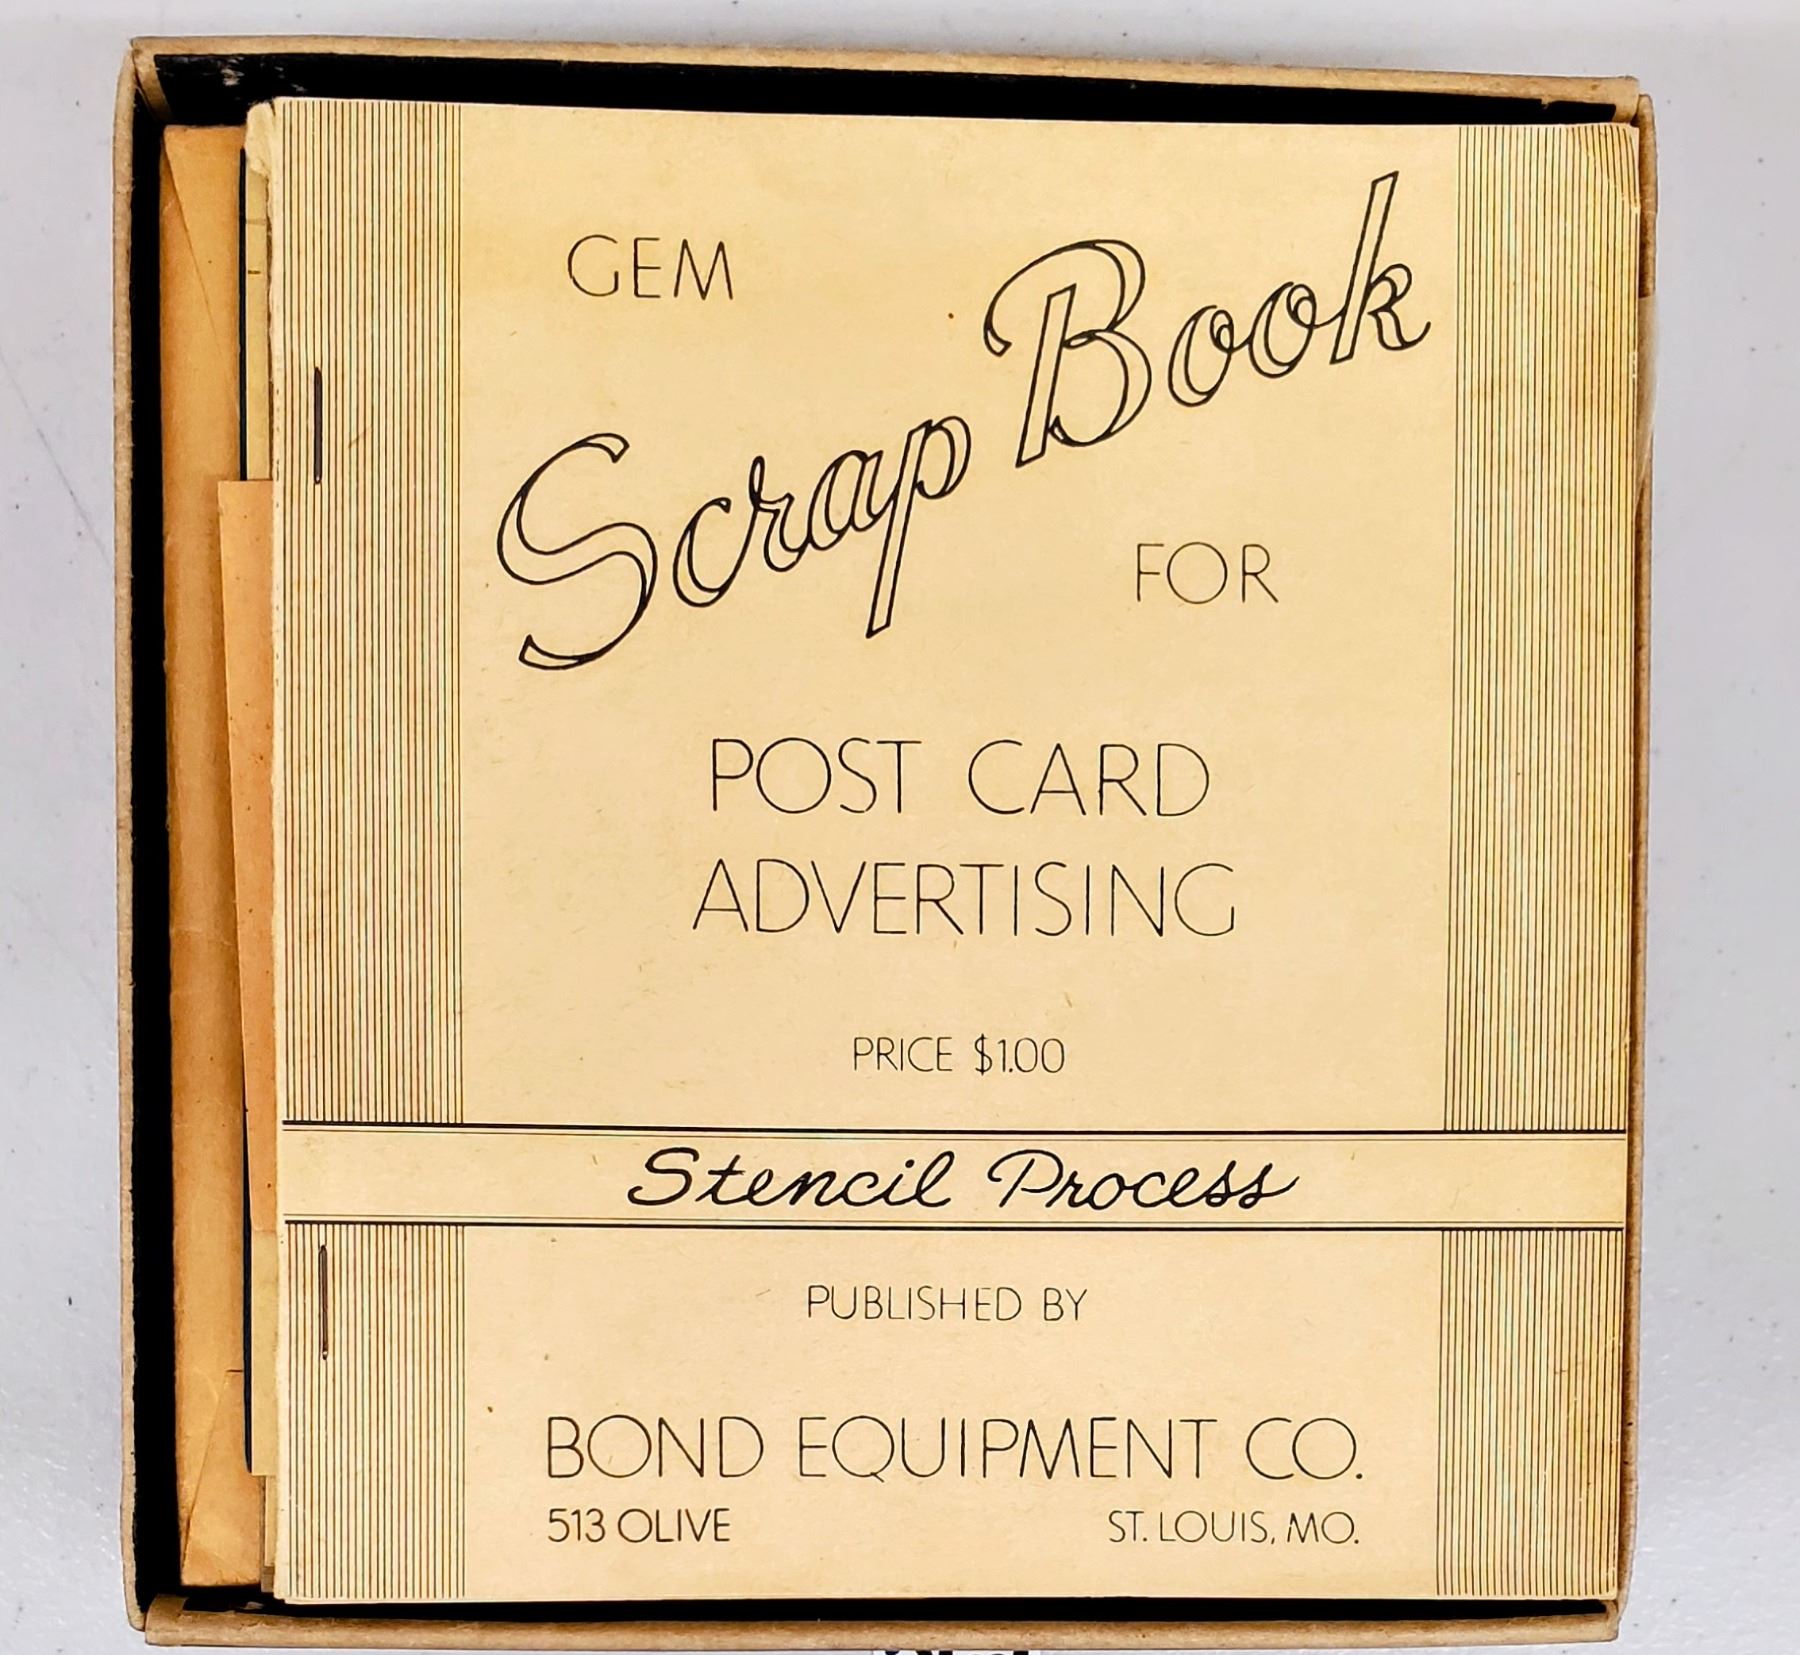 GEM
Scrap Book
FOR
POST CARD
ADVERTISING
PRICE $1.00
Stencil Process
PUBLISHED BY
BOND EQUIPMENT CO.
513 OLIVE ST. LOUIS, MO.